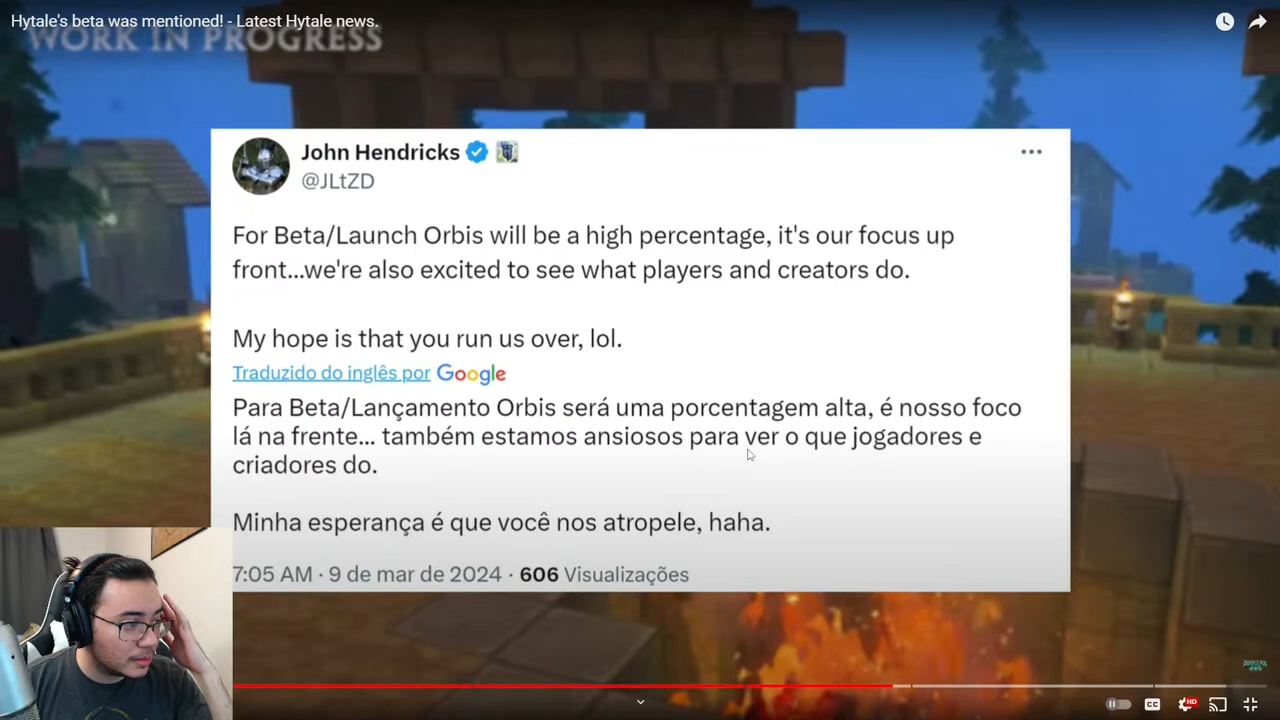 Hytale's beta was mentioned! - Latest Hytale news.
WORK IN PROGRESS
John Hendricks
@JLtZD
For Beta/Launch Orbis will be a high percentage, it's our focus up
front...we're also excited to see what players and creators do.
My hope is that you run us over, lol.
Traduzido do inglês por Google
Para Beta/Lançamento Orbis será uma porcentagem alta, é nosso foco
lá na frente... também estamos ansiosos para ver o que jogadores e
criadores do.
Minha esperança é que você nos atropele, haha.
7:05 AM · 9 de mar de 2024 · 606 Visualizações
CC
HD